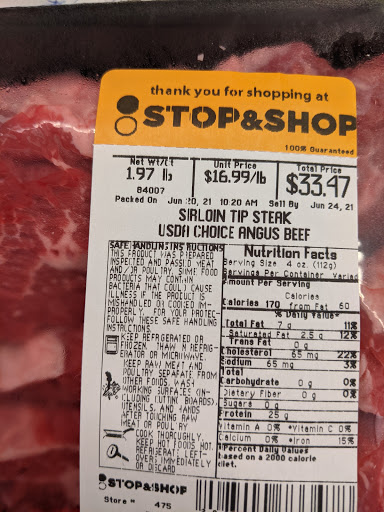 thank you for shopping at
STOP&SHOP
100% Guaranteed
Net Wt/Ct Unit Price Total Price
1.97 lb $16.99/lb $33.47
84007
Packed On Jun 20, 21 10:20 AM Sell By Jun 24, 21
SIRLOIN TIP STEAK
USDA CHOICE ANGUS BEEF
SAFE HANDLING INSTRUCTIONS
THIS PRODUCT WAS PREPARED
INSPECTED AND PASSED MEAT
AND/OR POULTRY. SOME FOOD
PRODUCTS MAY CONTAIN
BACTERIA THAT COULD CAUSE
ILLNESS IF THE PRODUCT IS
MISHANDLED OR COOKED IM-
PROPERLY. FOR YOUR PROTEC-
FOLLOW THESE SAFE HANDLING
INSTRUCTIONS.
KEEP REFRIGERATED OR
FROZEN. THAW IN REFRIG-
ERATOR OR MICROWAVE.
KEEP RAW MEAT AND
POULTRY SEPARATE FROM
OTHER FOODS. WASH
WORKING SURFACES (IN-
CLUDING CUTTING BOARDS),
UTENSILS, AND HANDS
AFTER TOUCHING RAW
MEAT OR POULTRY
COOK THOROUGHLY.
KEEP HOT FOODS HOT.
REFRIGERATE LEFT-
OVERS IMMEDIATELY
OR DISCARD
Nutrition Facts
Serving Size 4 oz. (112g)
Servings Per Container Varied
Amount Per Serving
Calories
Calories 170 from Fat 60
% Daily Value*
Total Fat 7 g 11%
Saturated Fat 2.5 g 12%
Trans Fat 0 g
Cholesterol 65 mg 22%
Sodium 65 mg 3%
Total
Carbohydrate 0 g 0%
Dietary Fiber 0 g 0%
Sugars 0 g
Protein 25 g
Vitamin A 0% *Vitamin C 0%
Calcium 0% *Iron 15%
*Percent Daily Values
based on a 2000 calorie
diet.
STOP&SHOP
Store # 475